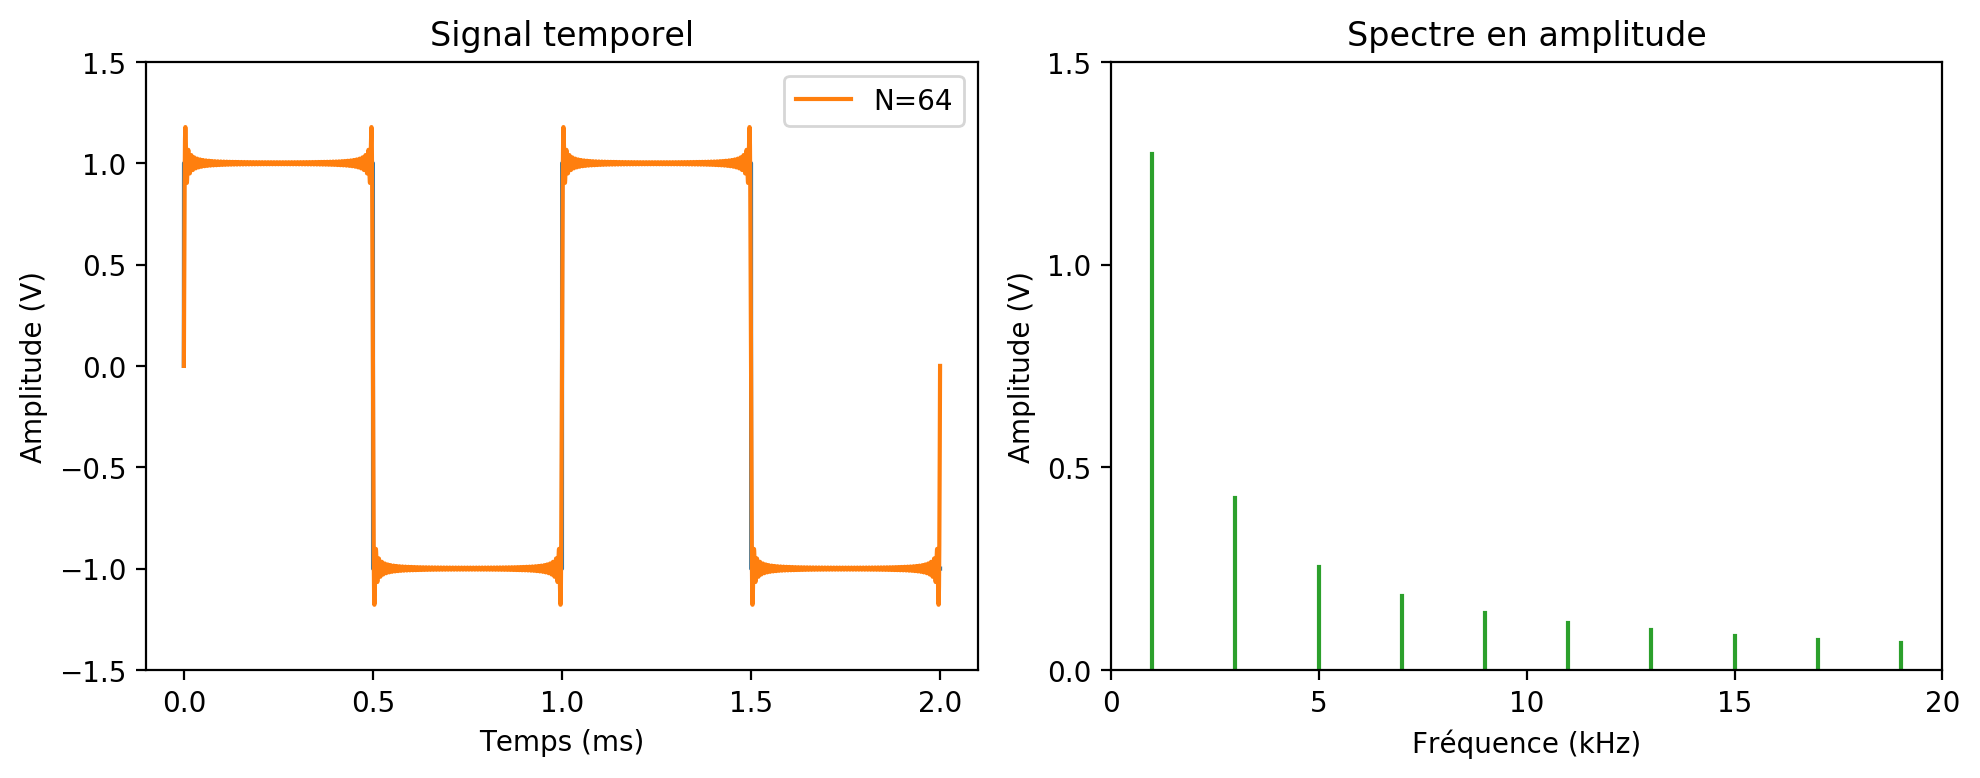 Signal temporel
1.5
1.0
0.5
0.0
−0.5
−1.0
−1.5
Amplitude (V)
N=64
0.0 0.5 1.0 1.5 2.0
Temps (ms)
Spectre en amplitude
1.5
1.0
0.5
0.0
Amplitude (V)
0 5 10 15 20
Fréquence (kHz)